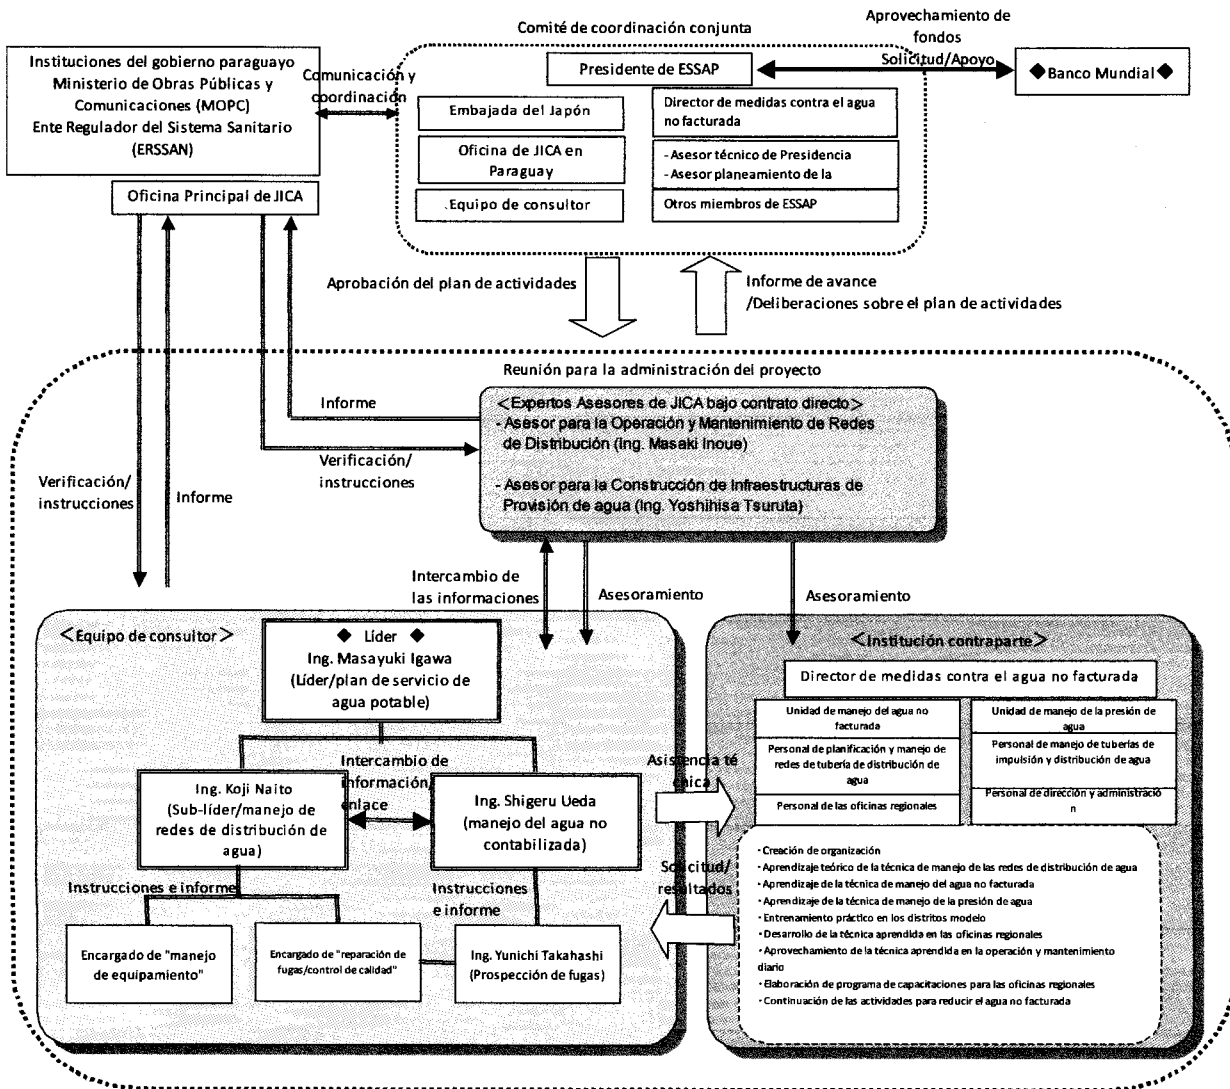 Comité de coordinación conjunta
Aprovechamiento de
fondos
Solicitud/Apoyo
Instituciones del gobierno paraguayo
Ministerio de Obras Públicas y
Comunicaciones (MOPC)
Ente Regulador del Sistema Sanitario
(ERSSAN)
Comunicación y
coordinación
Presidente de ESSAP
◆Banco Mundial◆
Embajada del Japón
Director de medidas contra el agua
no facturada
Oficina de JICA en
Paraguay
- Asesor técnico de Presidencia
- Asesor planeamiento de la
Equipo de consultor
Otros miembros de ESSAP
Oficina Principal de JICA
Aprobación del plan de actividades
Informe de avance
/Deliberaciones sobre el plan de actividades
Reunión para la administración del proyecto
Informe
<Expertos Asesores de JICA bajo contrato directo>
- Asesor para la Operación y Mantenimiento de Redes
de Distribución (Ing. Masaki Inoue)
- Asesor para la Construcción de Infraestructuras de
Provisión de agua (Ing. Yoshihisa Tsuruta)
Verificación/
instrucciones
Verificación/
instrucciones
Informe
Intercambio de
las informaciones
Asesoramiento
Asesoramiento
<Equipo de consultor>
◆ Líder ◆
Ing. Masayuki Igawa
(Líder/plan de servicio de
agua potable)
Intercambio de
información/
enlace
Ing. Koji Naito
(Sub-líder/manejo de
redes de distribución de
agua)
Ing. Shigeru Ueda
(manejo del agua no
contabilizada)
Instrucciones e informe
Instrucciones
e informe
Encargado de "manejo
de equipamiento"
Encargado de "reparación de
fugas/control de calidad"
Ing. Yunichi Takahashi
(Prospección de fugas)
Asistencia té
cnica
Solicitud/
resultados
<Institución contraparte>
Director de medidas contra el agua no facturada
Unidad de manejo del agua no
facturada
Unidad de manejo de la presión de
agua
Personal de planificación y manejo de
redes de tubería de distribución de
agua
Personal de manejo de tuberías de
impulsión y distribución de agua
Personal de las oficinas regionales
Personal de dirección y administració
n
・Creación de organización
・Aprendizaje teórico de la técnica de manejo de las redes de distribución de agua
・Aprendizaje de la técnica de manejo del agua no facturada
・Aprendizaje de la técnica de manejo de la presión de agua
・Entrenamiento práctico en los distritos modelo
・Desarrollo de la técnica aprendida en las oficinas regionales
・Aprovechamiento de la técnica aprendida en la operación y mantenimiento
diario
・Elaboración de programa de capacitaciones para las oficinas regionales
・Continuación de las actividades para reducir el agua no facturada